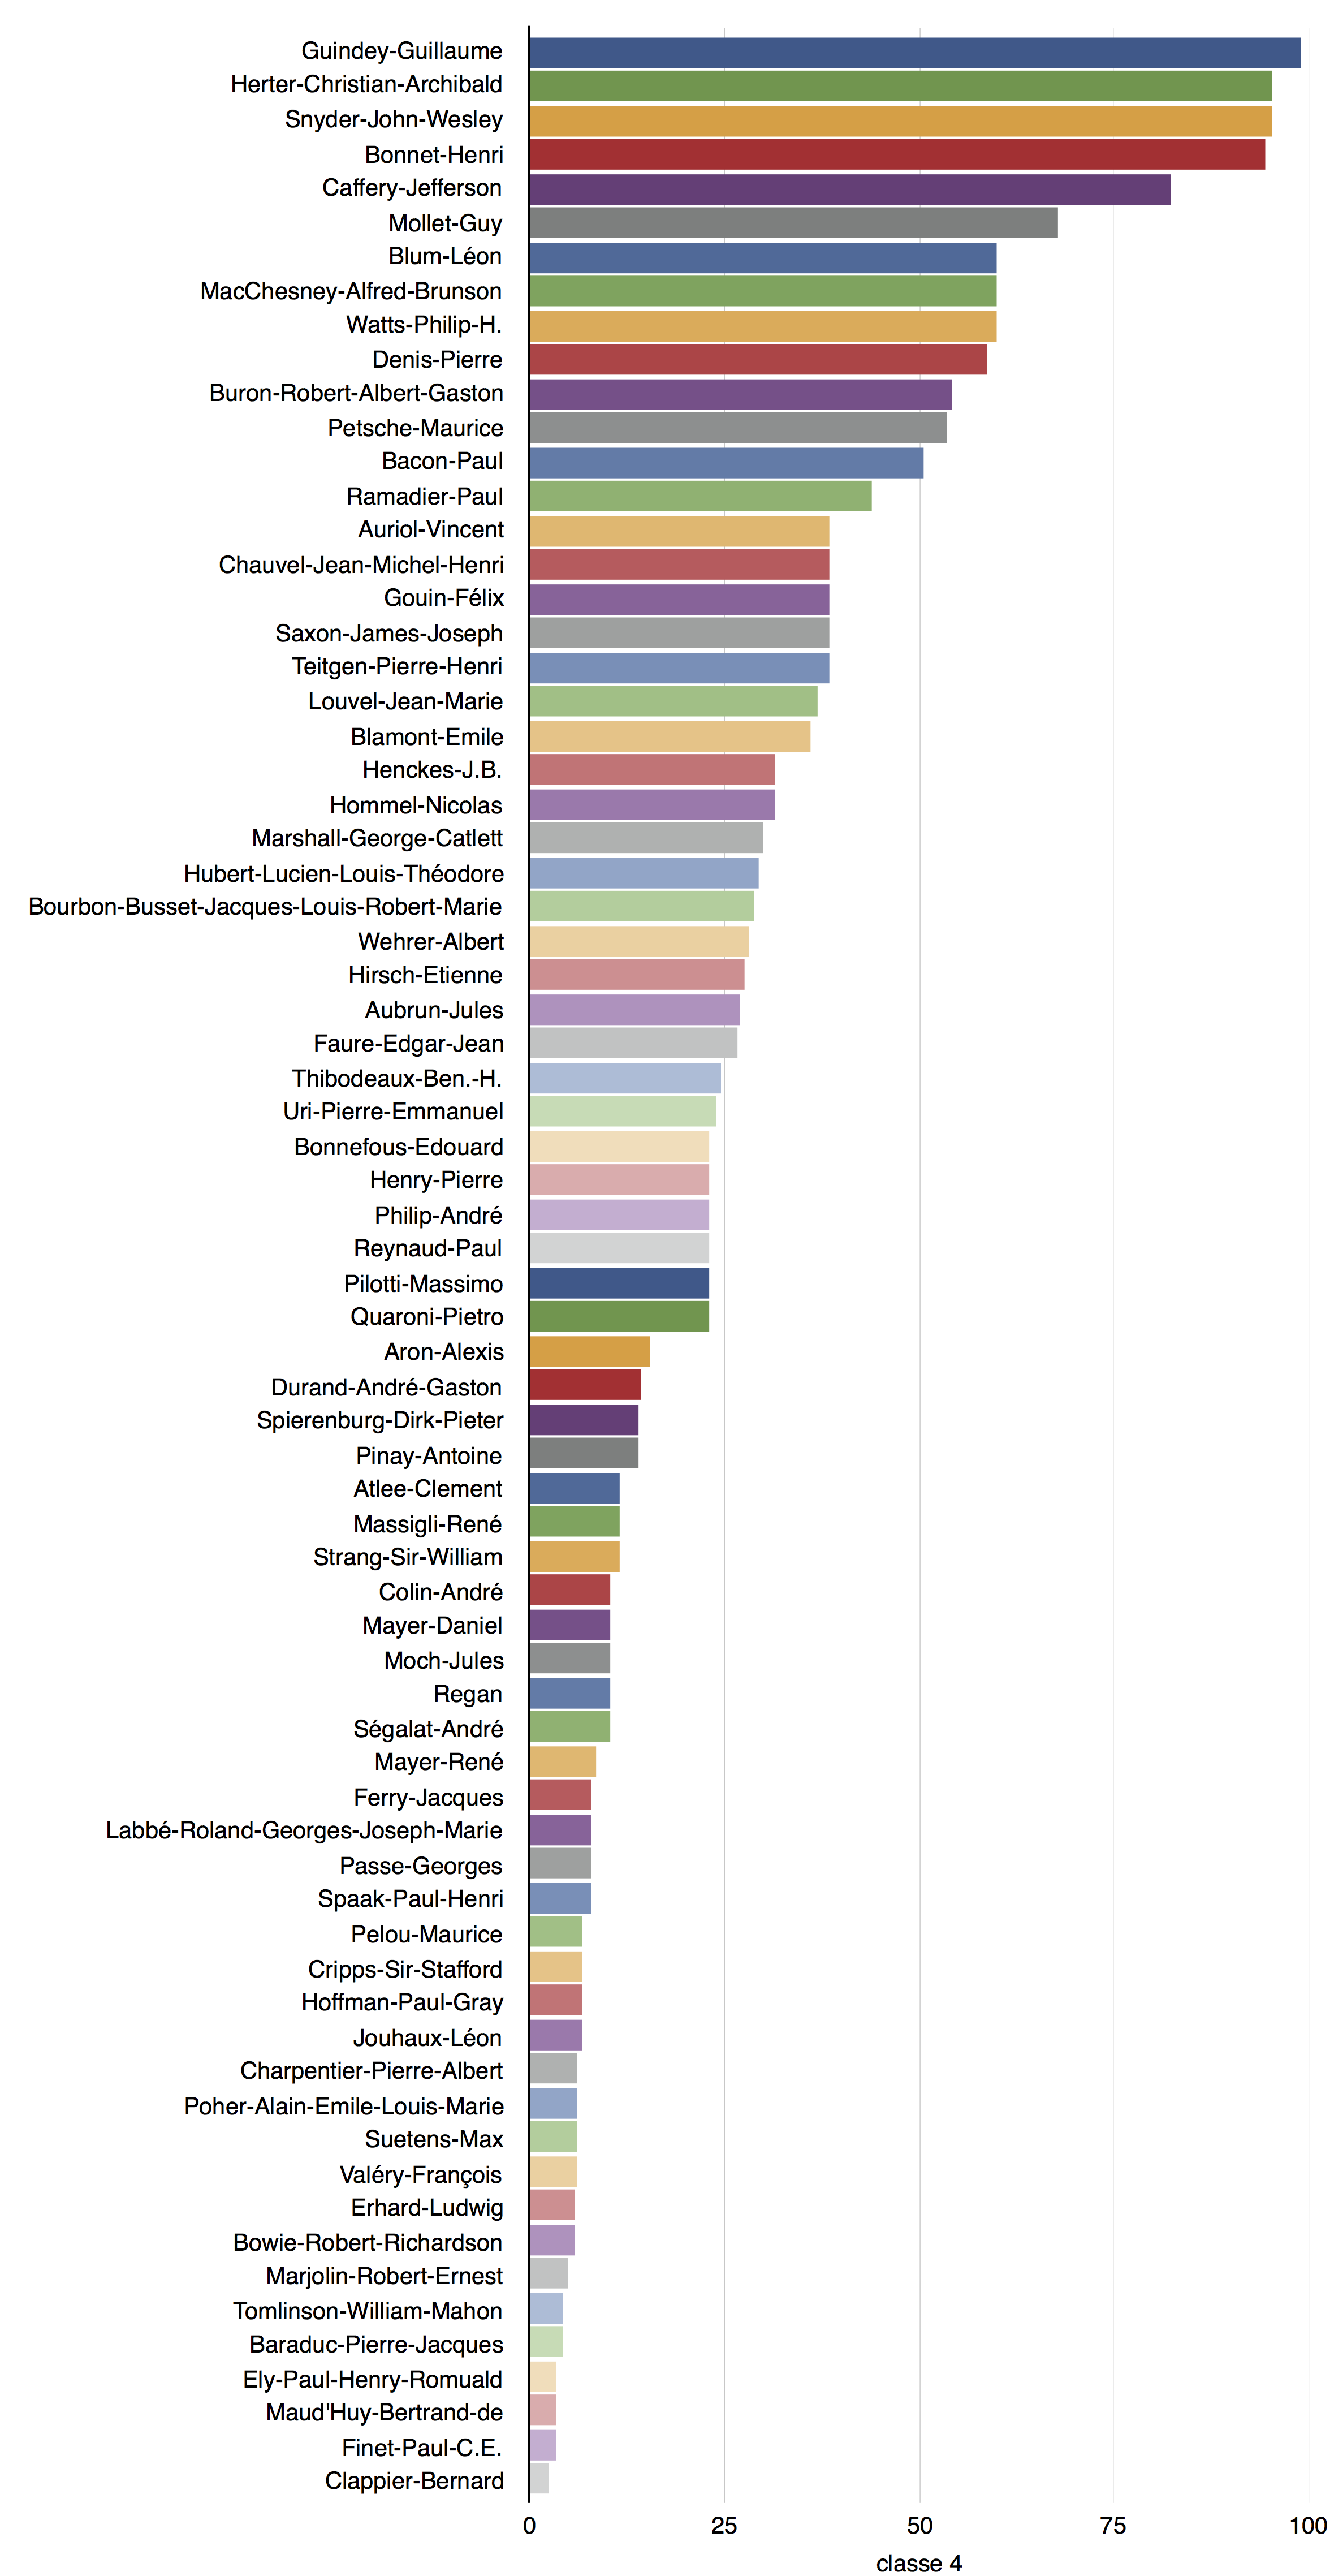 Guindey-Guillaume
Herter-Christian-Archibald
Snyder-John-Wesley
Bonnet-Henri
Caffery-Jefferson
Mollet-Guy
Blum-Léon
MacChesney-Alfred-Brunson
Watts-Philip-H.
Denis-Pierre
Buron-Robert-Albert-Gaston
Petsche-Maurice
Bacon-Paul
Ramadier-Paul
Auriol-Vincent
Chauvel-Jean-Michel-Henri
Gouin-Félix
Saxon-James-Joseph
Teitgen-Pierre-Henri
Louvel-Jean-Marie
Blamont-Emile
Henckes-J.B.
Hommel-Nicolas
Marshall-George-Catlett
Hubert-Lucien-Louis-Théodore
Bourbon-Busset-Jacques-Louis-Robert-Marie
Wehrer-Albert
Hirsch-Etienne
Aubrun-Jules
Faure-Edgar-Jean
Thibodeaux-Ben.-H.
Uri-Pierre-Emmanuel
Bonnefous-Edouard
Henry-Pierre
Philip-André
Reynaud-Paul
Pilotti-Massimo
Quaroni-Pietro
Aron-Alexis
Durand-André-Gaston
Spierenburg-Dirk-Pieter
Pinay-Antoine
Atlee-Clement
Massigli-René
Strang-Sir-William
Colin-André
Mayer-Daniel
Moch-Jules
Regan
Ségalat-André
Mayer-René
Ferry-Jacques
Labbé-Roland-Georges-Joseph-Marie
Passe-Georges
Spaak-Paul-Henri
Pelou-Maurice
Cripps-Sir-Stafford
Hoffman-Paul-Gray
Jouhaux-Léon
Charpentier-Pierre-Albert
Poher-Alain-Emile-Louis-Marie
Suetens-Max
Valéry-François
Erhard-Ludwig
Bowie-Robert-Richardson
Marjolin-Robert-Ernest
Tomlinson-William-Mahon
Baraduc-Pierre-Jacques
Ely-Paul-Henry-Romuald
Maud'Huy-Bertrand-de
Finet-Paul-C.E.
Clappier-Bernard
0 25 50 75 100
classe 4